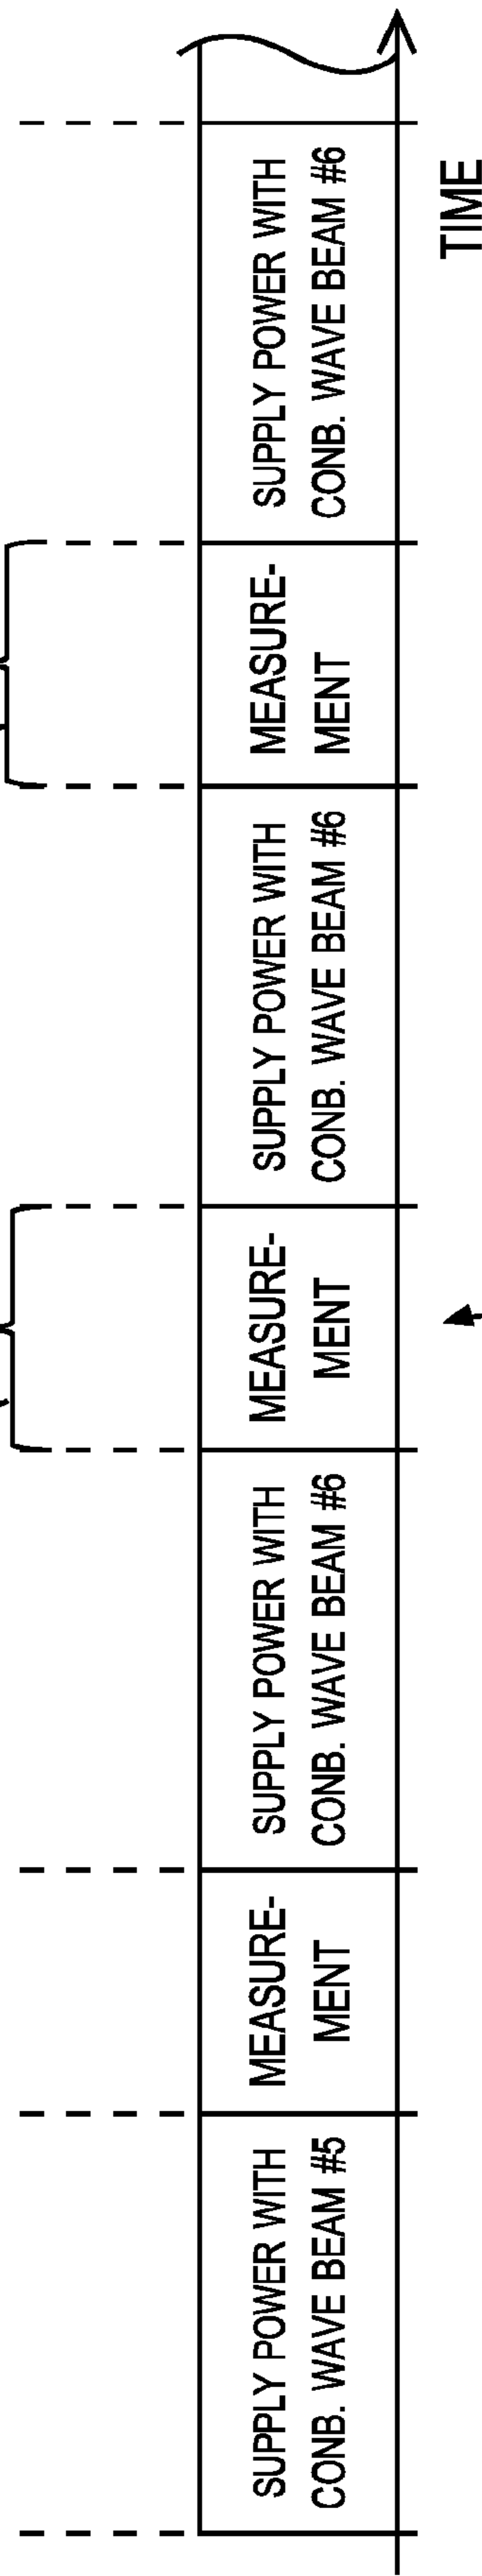 SUPPLY POWER WITH
CONB. WAVE BEAM #5
MEASURE-
MENT
SUPPLY POWER WITH
CONB. WAVE BEAM #6
MEASURE-
MENT
SUPPLY POWER WITH
CONB. WAVE BEAM #6
MEASURE-
MENT
SUPPLY POWER WITH
CONB. WAVE BEAM #6
TIME